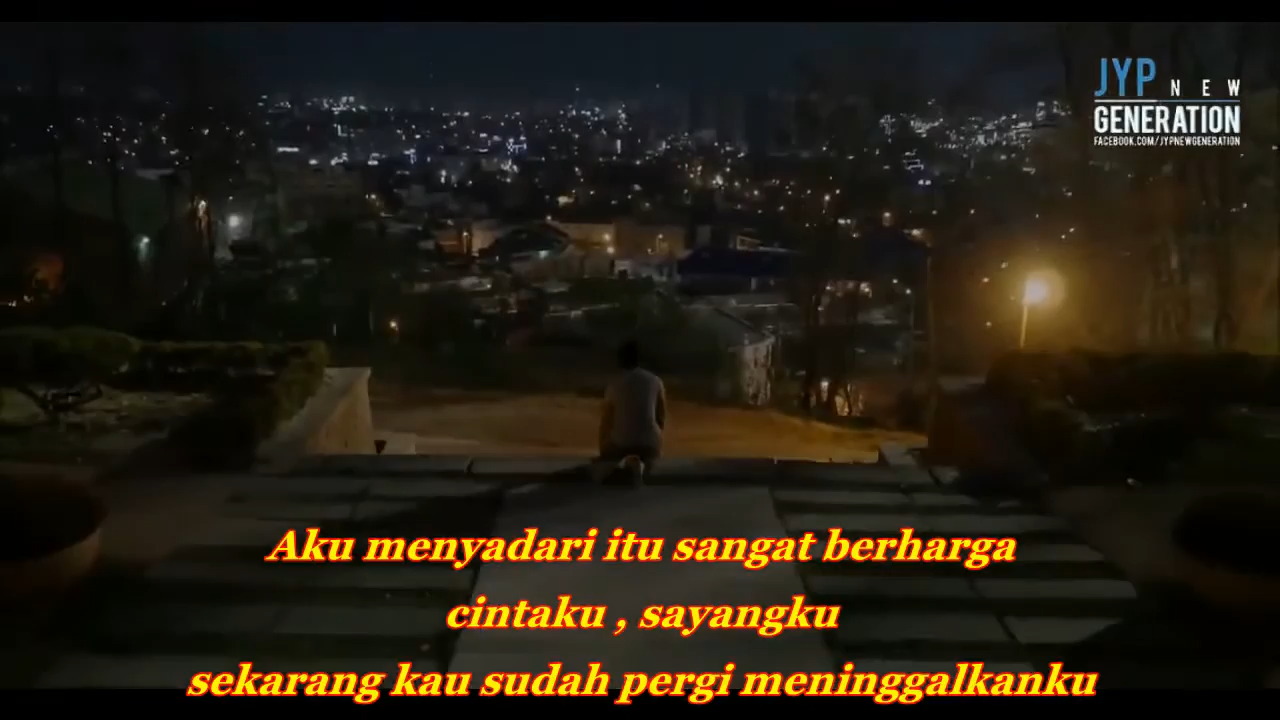 JYP NEW
GENERATION
FACEBOOK.COM/JYPNEWGENERATION
Aku menyadari itu sangat berharga
cintaku , sayangku
sekarang kau sudah pergi meninggalkanku